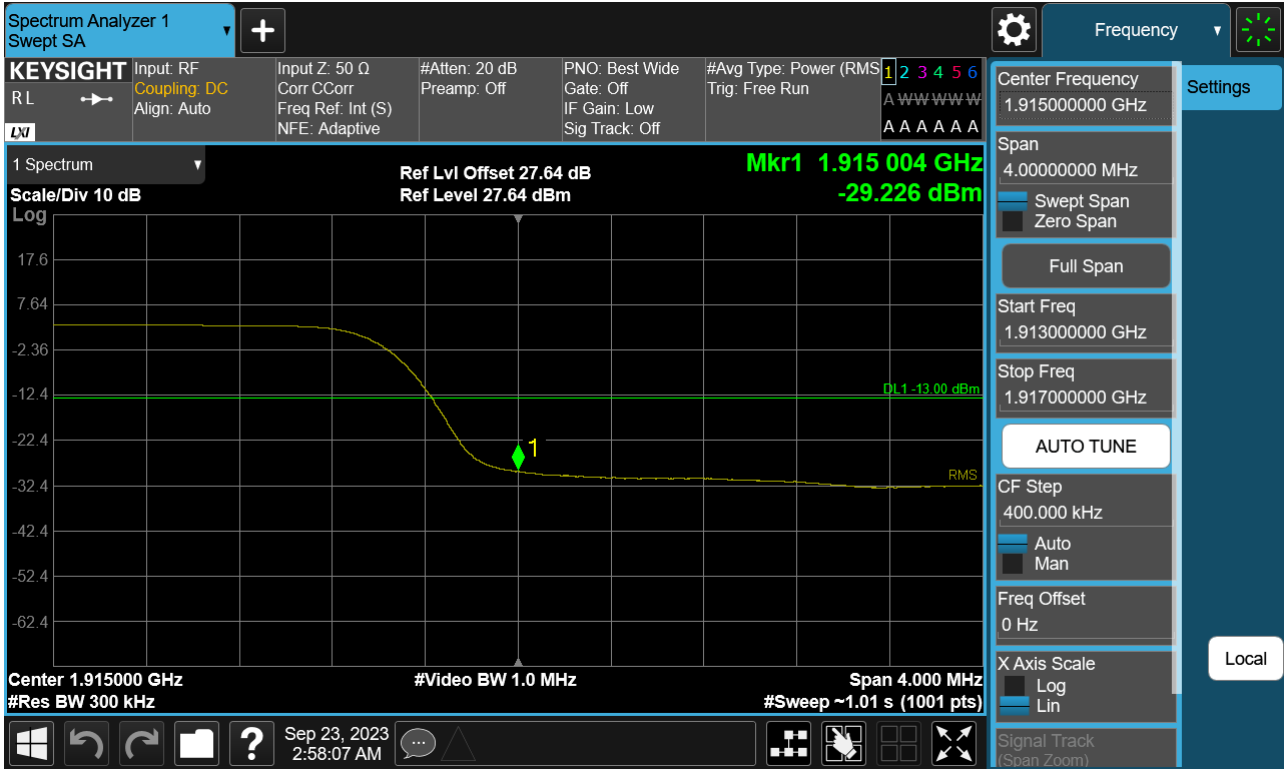 Spectrum Analyzer 1
Swept SA
+
Frequency
KEYSIGHT
R L
LXI
Input: RF
Coupling: DC
Align: Auto
Input Z: 50 Ω
Corr CCorr
Freq Ref: Int (S)
NFE: Adaptive
#Atten: 20 dB
Preamp: Off
PNO: Best Wide
Gate: Off
IF Gain: Low
Sig Track: Off
#Avg Type: Power (RMS
Trig: Free Run
1 2 3 4 5 6
A W W W W W
A A A A A A
1 Spectrum
Scale/Div 10 dB
Log
Ref Lvl Offset 27.64 dB
Ref Level 27.64 dBm
Mkr1 1.915 004 GHz
-29.226 dBm
17.6
7.64
-2.36
-12.4
-22.4
-32.4
-42.4
-52.4
-62.4
DL1 -13.00 dBm
1
RMS
Center 1.915000 GHz
#Res BW 300 kHz
#Video BW 1.0 MHz
Span 4.000 MHz
#Sweep ~1.01 s (1001 pts)
Center Frequency
1.915000000 GHz
Span
4.00000000 MHz
Swept Span
Zero Span
Full Span
Start Freq
1.913000000 GHz
Stop Freq
1.917000000 GHz
AUTO TUNE
CF Step
400.000 kHz
Auto
Man
Freq Offset
0 Hz
X Axis Scale
Log
Lin
Signal Track
(Span Zoom)
Settings
Local
?
Sep 23, 2023
2:58:07 AM